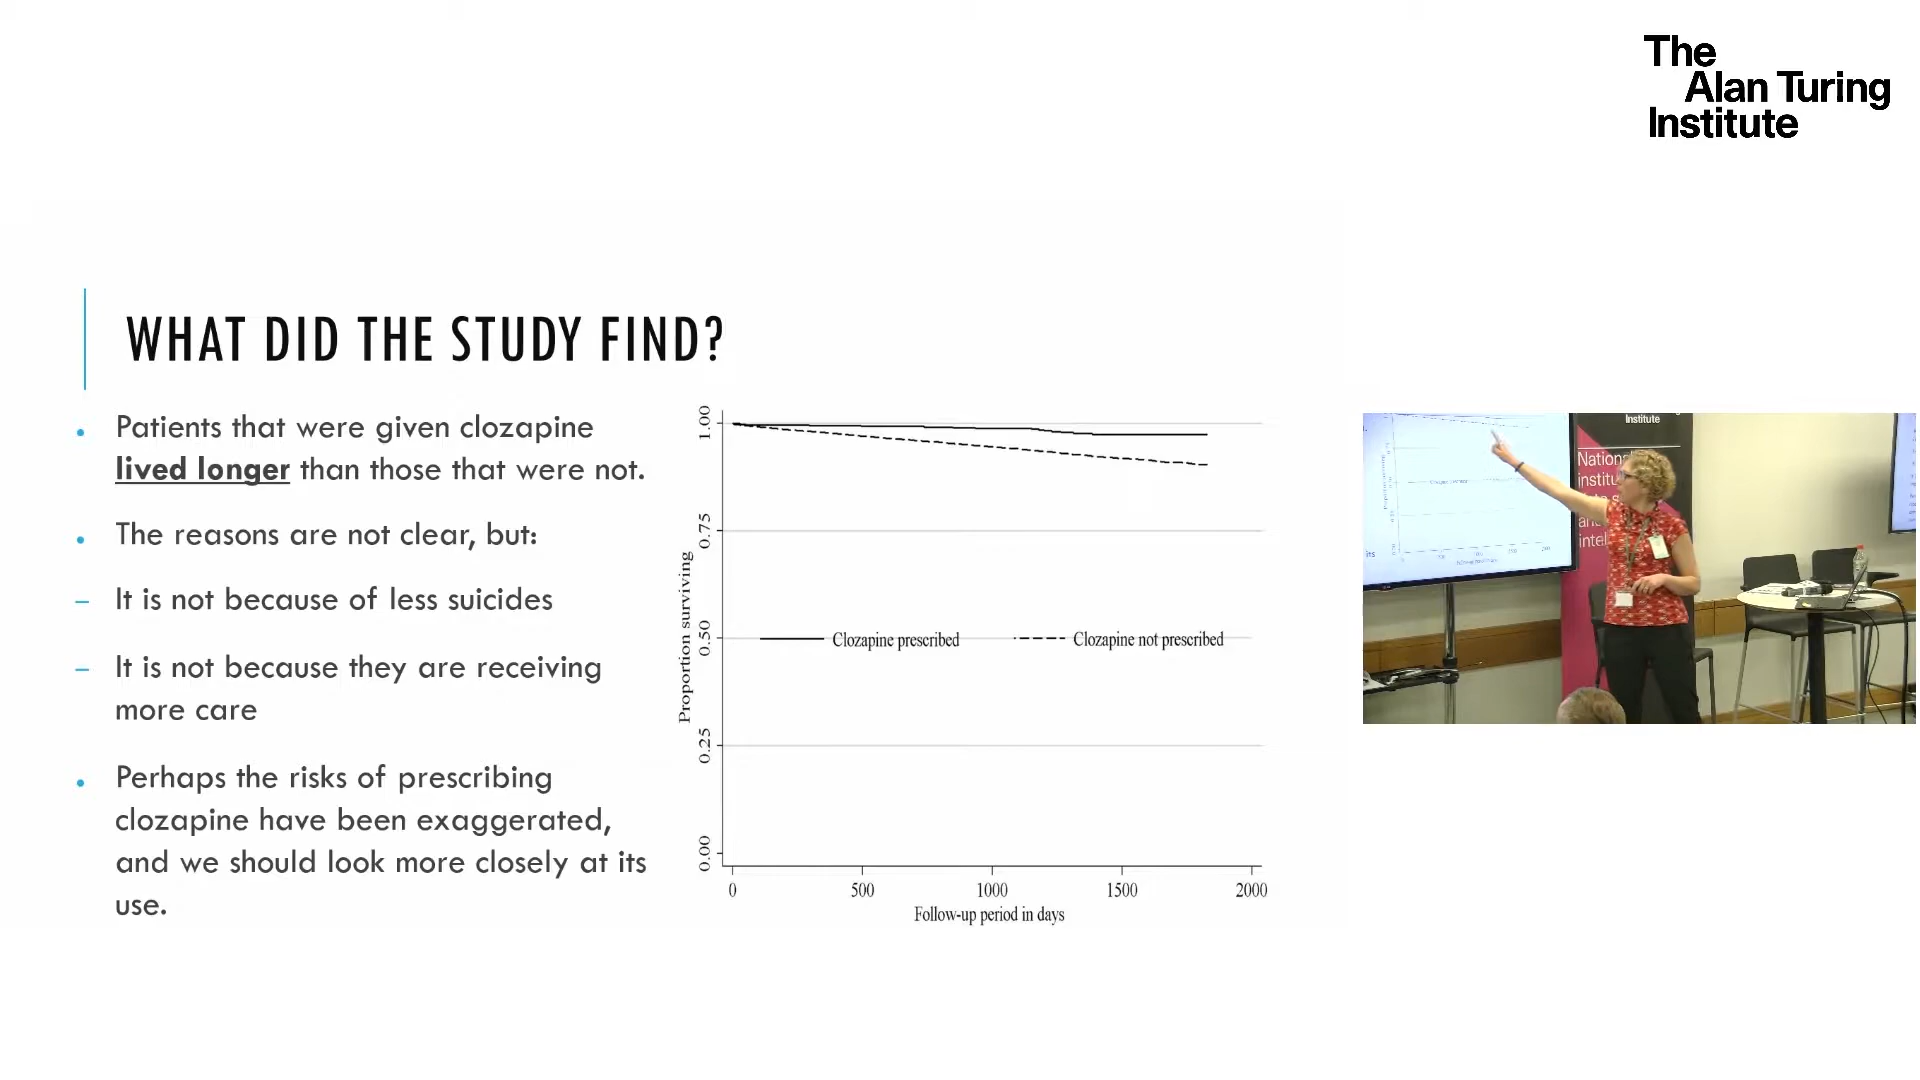 The
Alan Turing
Institute
WHAT DID THE STUDY FIND?
• Patients that were given clozapine
lived longer than those that were not.
• The reasons are not clear, but:
– It is not because of less suicides
– It is not because they are receiving
more care
• Perhaps the risks of prescribing
clozapine have been exaggerated,
and we should look more closely at its
use.
Proportion surviving
1.00
0.75
0.50
0.25
0.00
Clozapine prescribed
Clozapine not prescribed
0 500 1000 1500 2000
Follow-up period in days
Institute
its